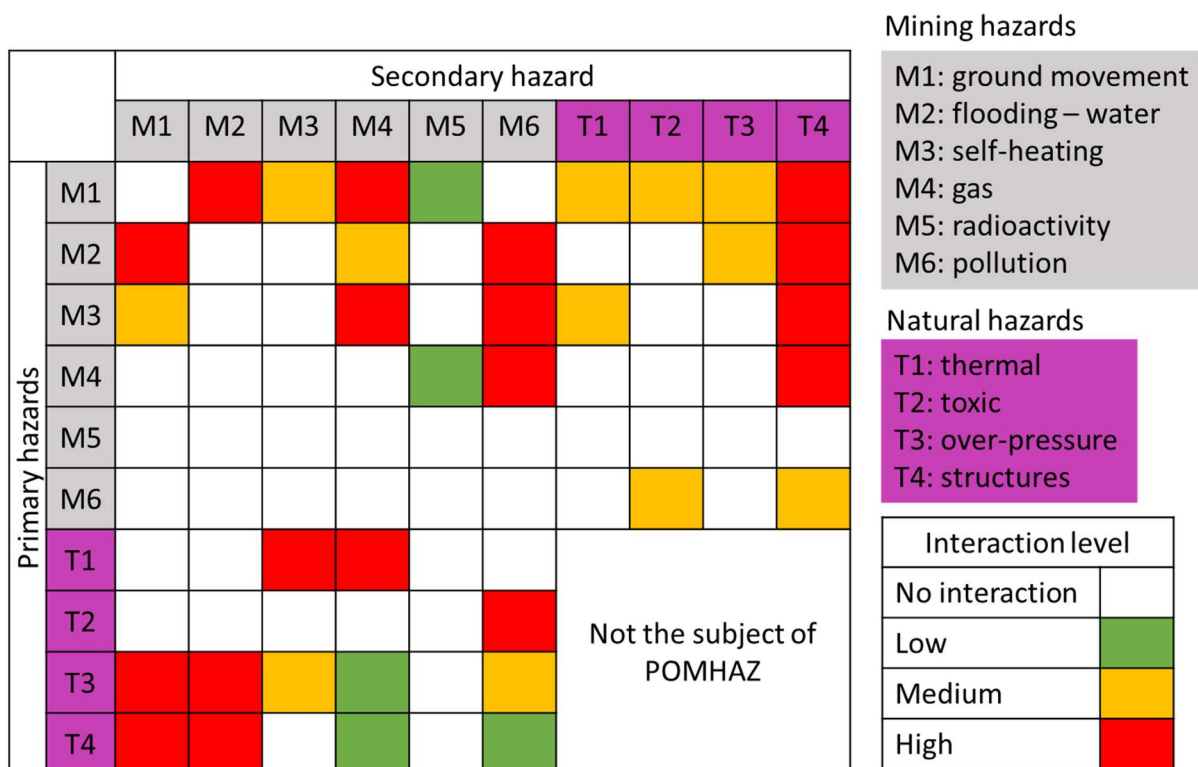 Secondary hazard
M1 M2 M3 M4 M5 M6 T1 T2 T3 T4
Primary hazards
M1
M2
M3
M4
M5
M6
T1
T2
T3
T4
Not the subject of
POMHAZ
Mining hazards
M1: ground movement
M2: flooding – water
M3: self-heating
M4: gas
M5: radioactivity
M6: pollution
Natural hazards
T1: thermal
T2: toxic
T3: over-pressure
T4: structures
Interaction level
No interaction
Low
Medium
High